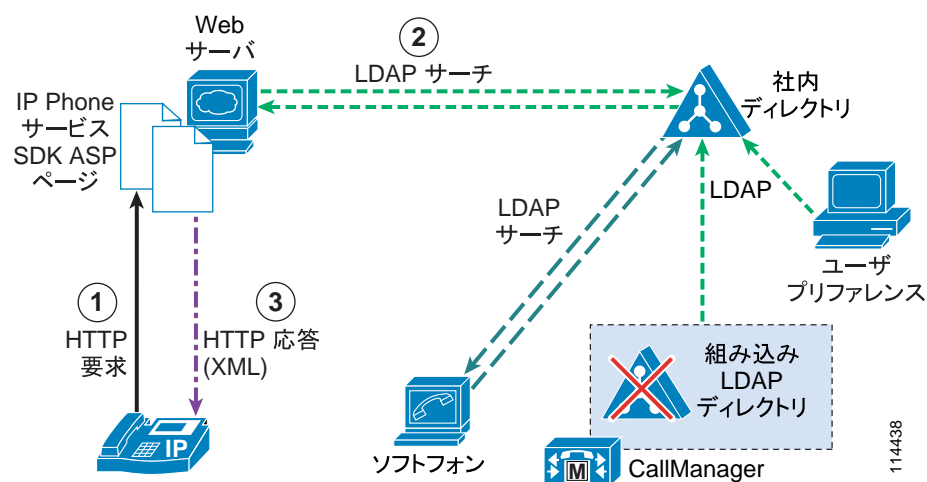 Web
サーバ
2
LDAP サーチ
社内
ディレクトリ
IP Phone
サービス
SDK ASP
ページ
LDAP
サーチ
LDAP
ユーザ
プリファレンス
1
HTTP
要求
3
HTTP 応答
(XML)
組み込み
LDAP
ディレクトリ
IP
ソフトフォン
M
CallManager
114438